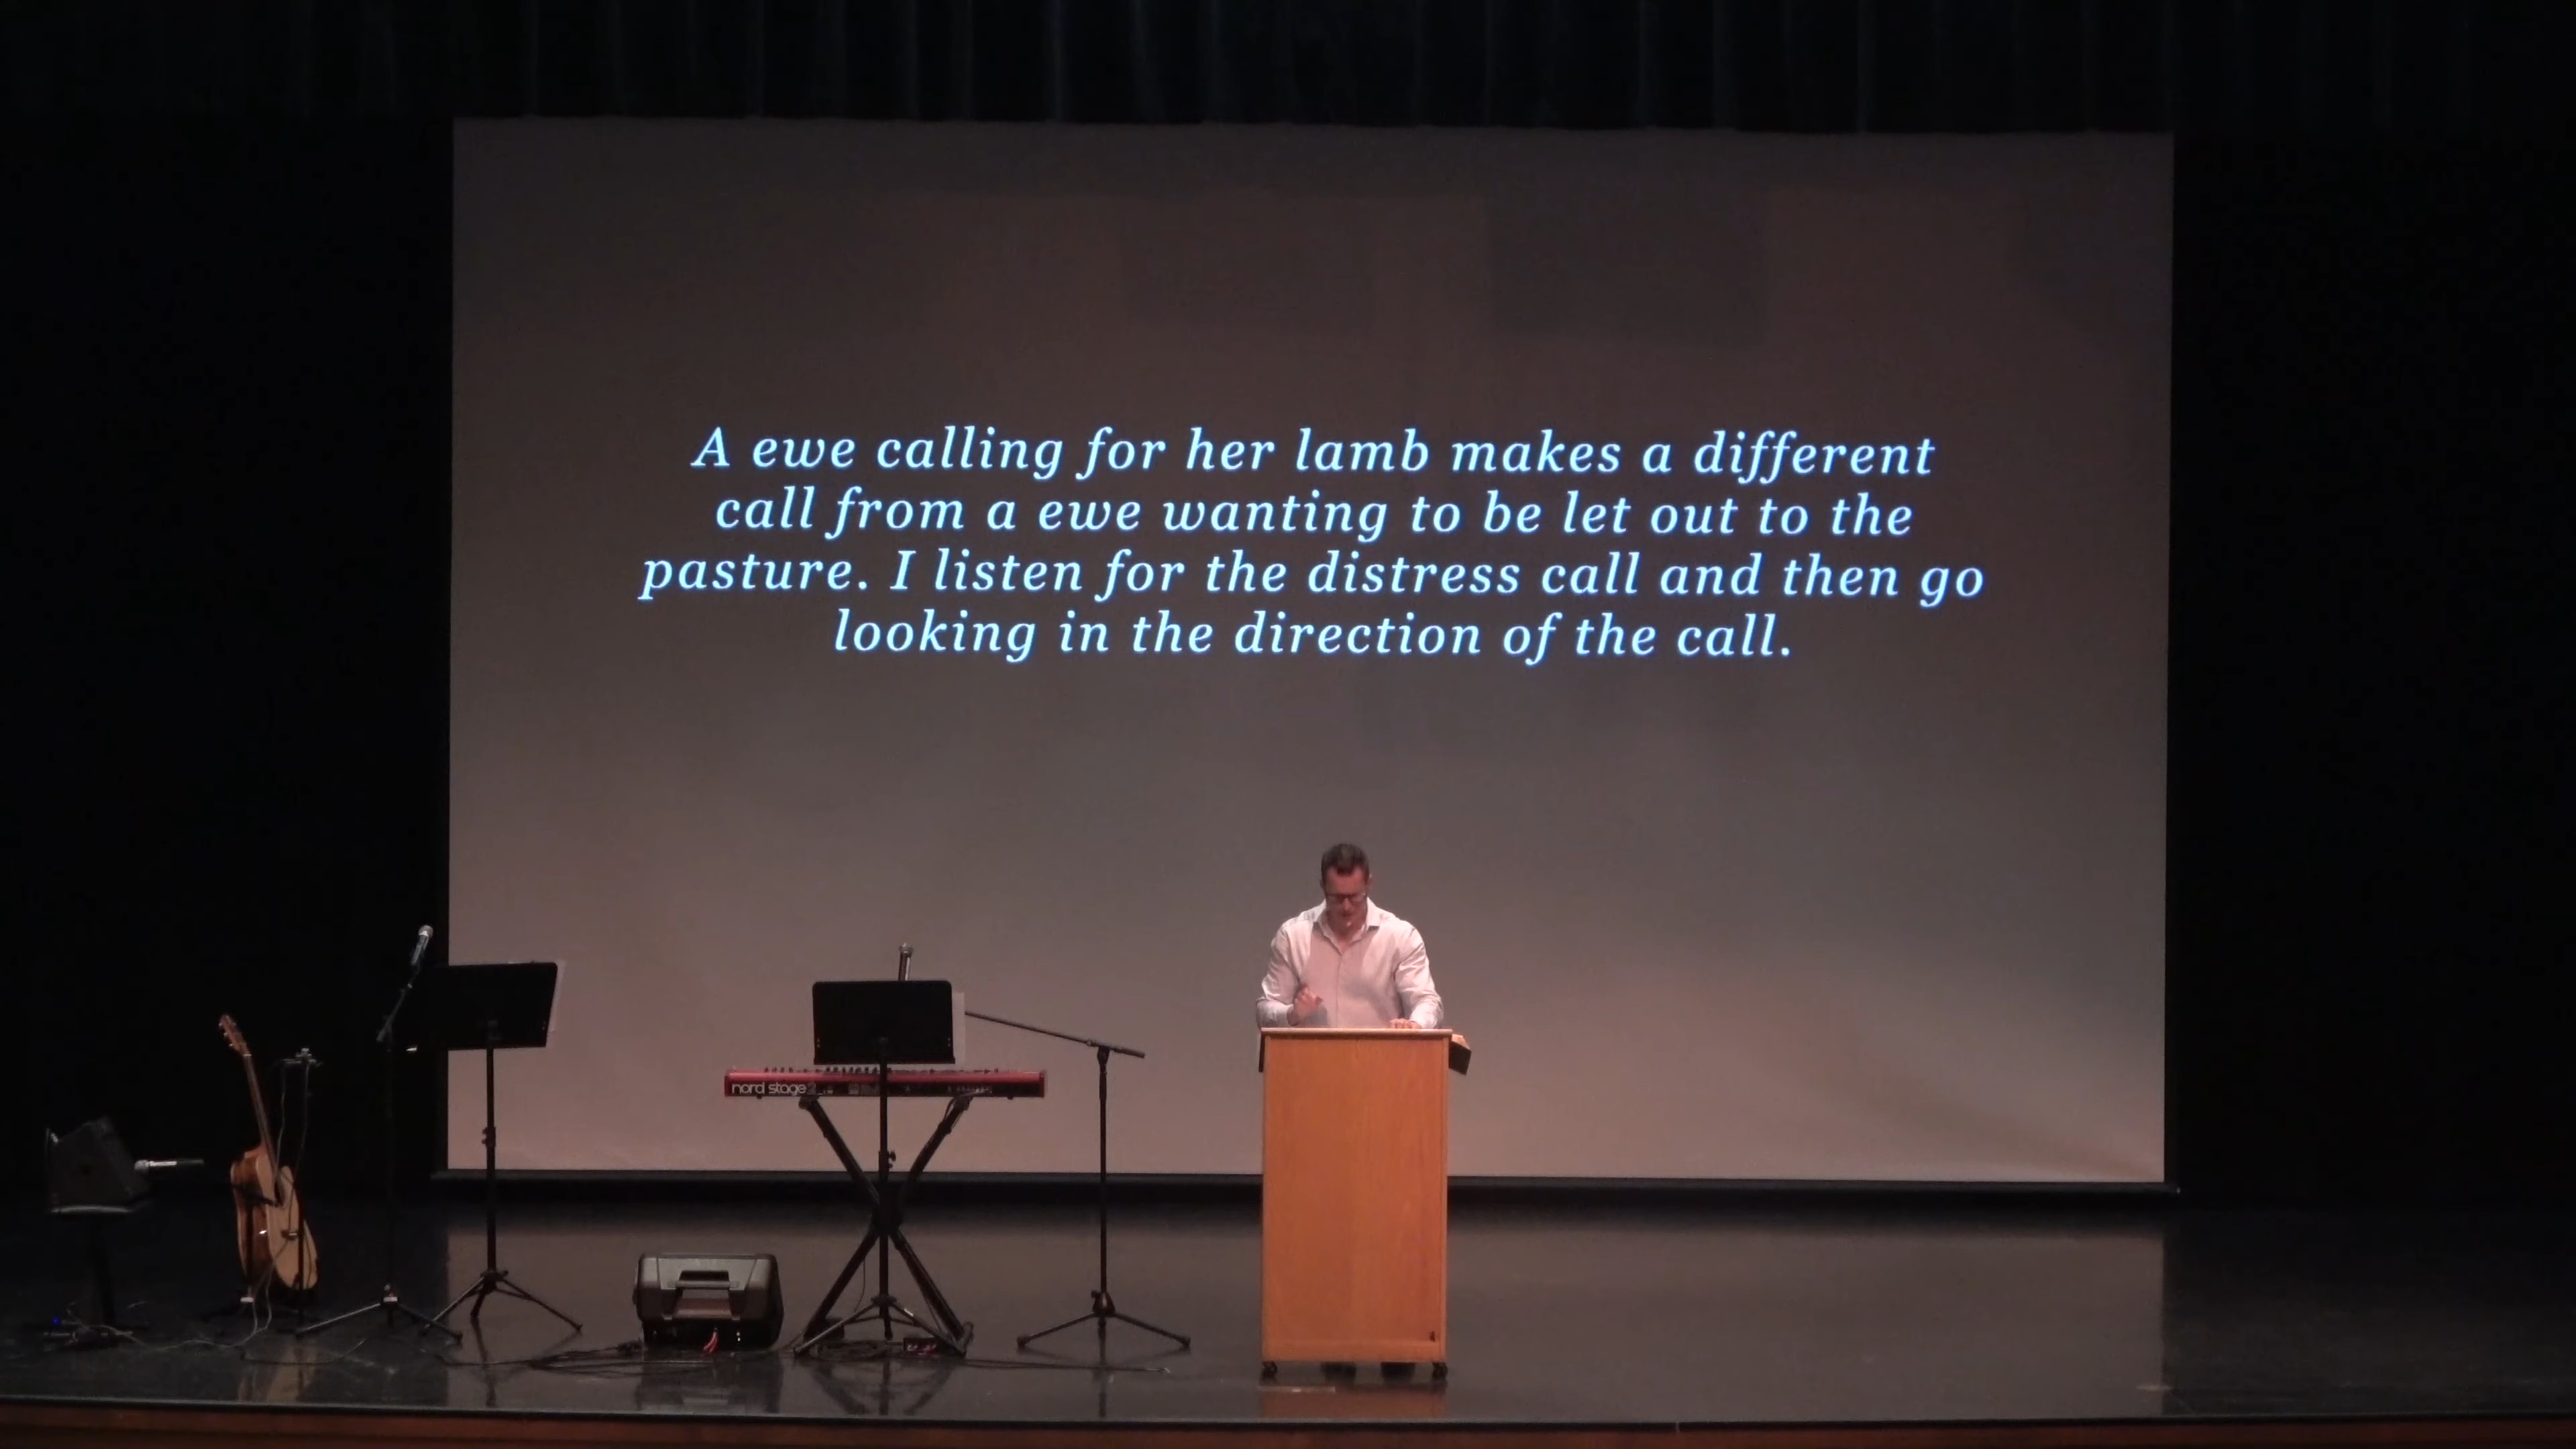 A ewe calling for her lamb makes a different
call from a ewe wanting to be let out to the
pasture. I listen for the distress call and then go
looking in the direction of the call.
nord stage